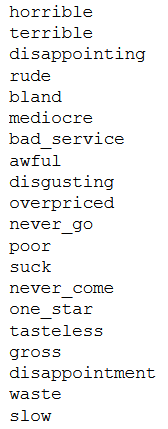 horrible
terrible
disappointing
rude
bland
mediocre
bad_service
awful
disgusting
overpriced
never_go
poor
suck
never_come
one_star
tasteless
gross
disappointment
waste
slow